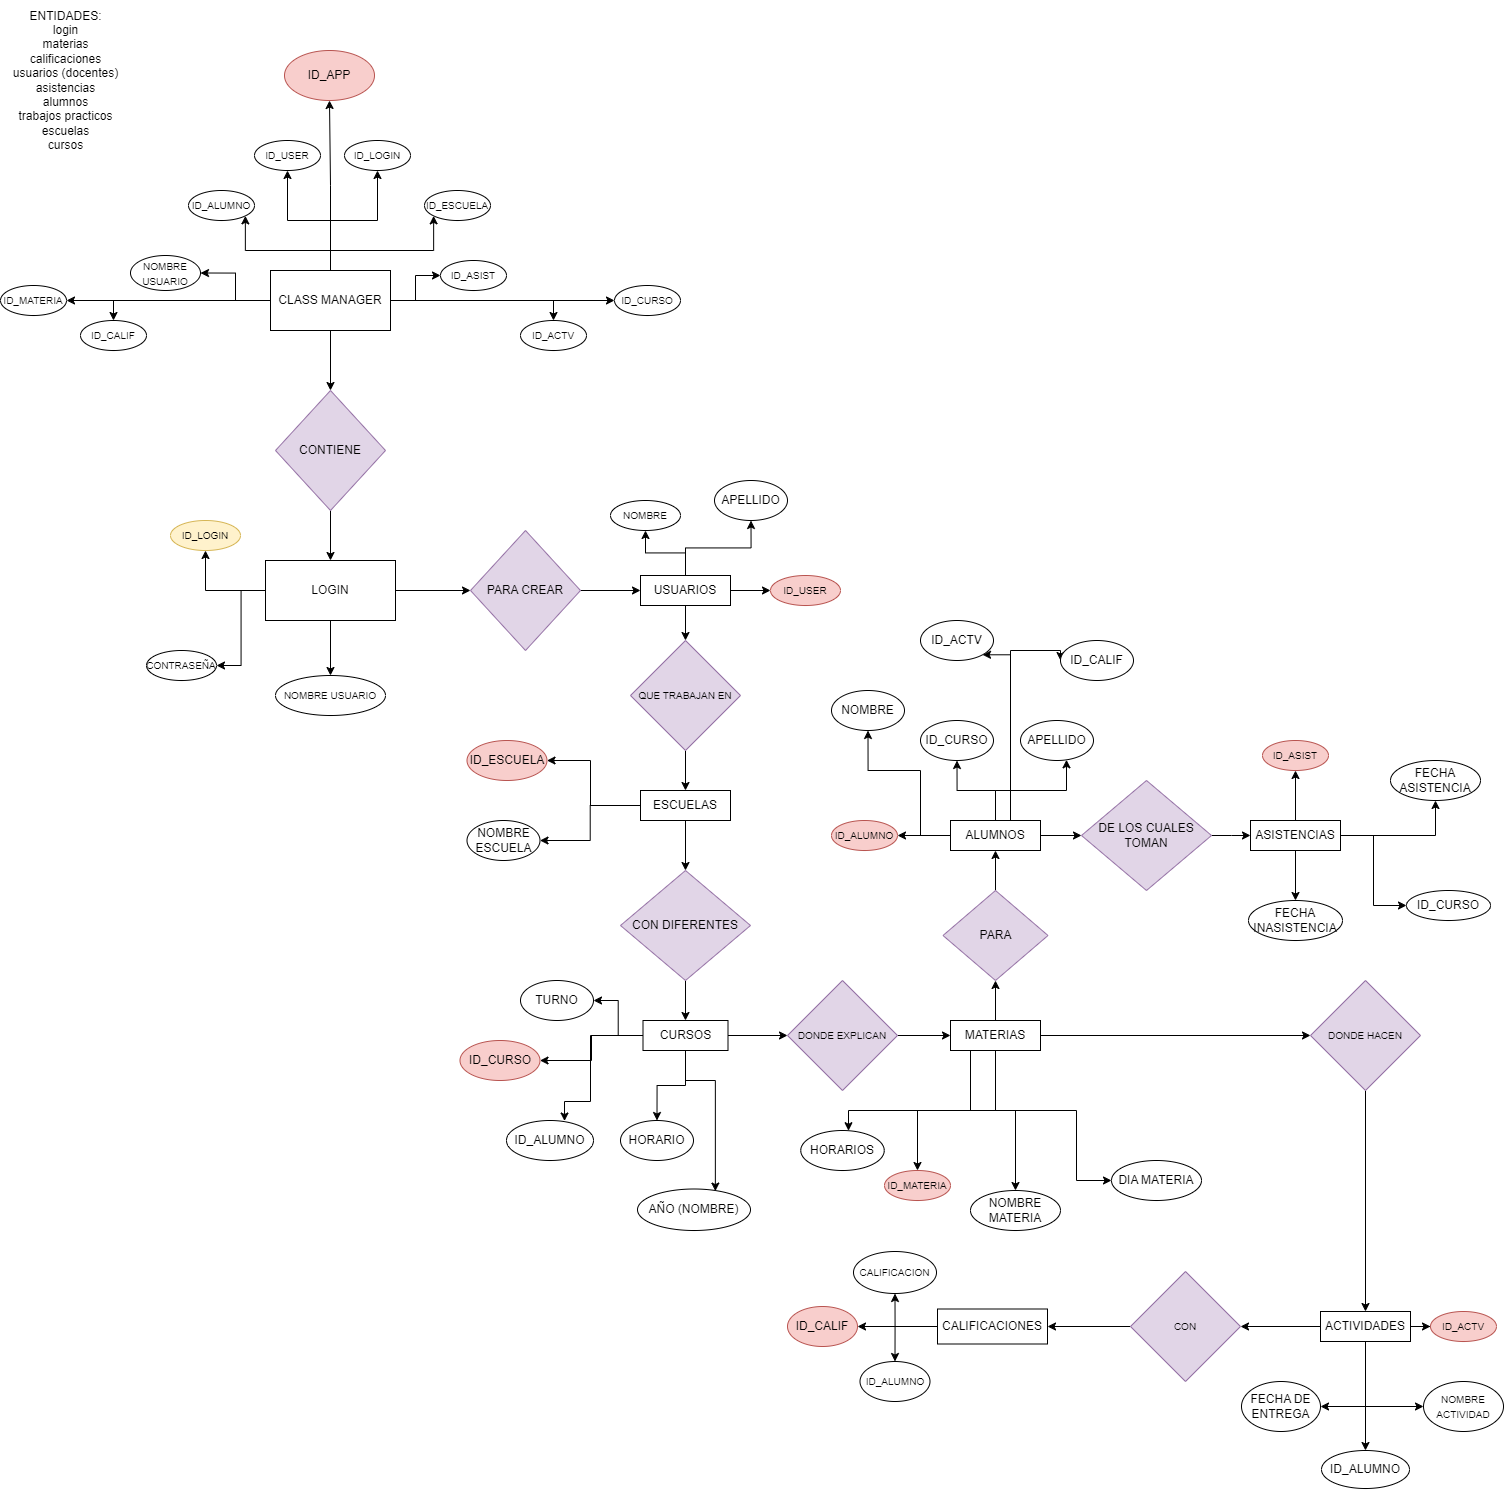 ENTIDADES:
login
materias
calificaciones
usuarios (docentes)
asistencias
alumnos
trabajos practicos
escuelas
cursos
ID_APP
ID_USER
ID_LOGIN
ID_ALUMNO
ID_ESCUELA
NOMBRE
USUARIO
ID_ASIST
ID_MATERIA
CLASS MANAGER
ID_CURSO
ID_CALIF
ID_ACTV
CONTIENE
ID_LOGIN
NOMBRE
APELLIDO
LOGIN
PARA CREAR
USUARIOS
ID_USER
CONTRASEÑA
NOMBRE USUARIO
QUE TRABAJAN EN
ID_ACTV
ID_CALIF
NOMBRE
ID_CURSO
APELLIDO
ID_ESCUELA
ESCUELAS
NOMBRE
ESCUELA
ID_ASIST
FECHA
ASISTENCIA
ID_ALUMNO
ALUMNOS
DE LOS CUALES
TOMAN
ASISTENCIAS
FECHA
INASISTENCIA
ID_CURSO
CON DIFERENTES
PARA
TURNO
CURSOS
DONDE EXPLICAN
MATERIAS
DONDE HACEN
ID_CURSO
ID_ALUMNO
HORARIO
AÑO (NOMBRE)
HORARIOS
ID_MATERIA
NOMBRE
MATERIA
DIA MATERIA
CALIFICACION
ID_CALIF
CALIFICACIONES
CON
ACTIVIDADES
ID_ACTV
ID_ALUMNO
FECHA DE
ENTREGA
NOMBRE
ACTIVIDAD
ID_ALUMNO